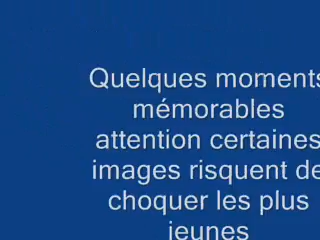 Quelques moments
mémorables
attention certaines
images risquent de
choquer les plus
jeunes